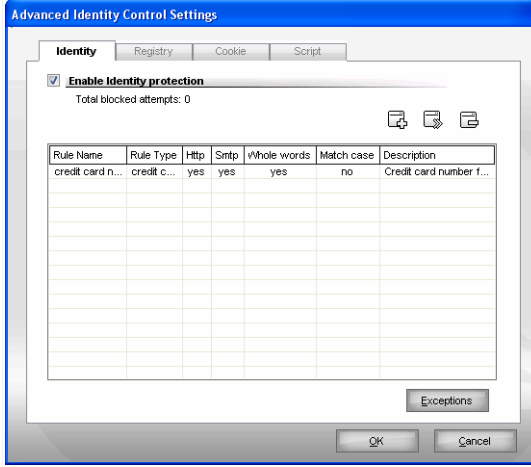 Advanced Identity Control Settings
Identity Registry Cookie Script
Enable Identity protection
Total blocked attempts: 0
Rule Name Rule Type Http Smtp Whole words Match case Description
credit card n... credit c... yes yes yes no Credit card number f...
Exceptions
OK Cancel